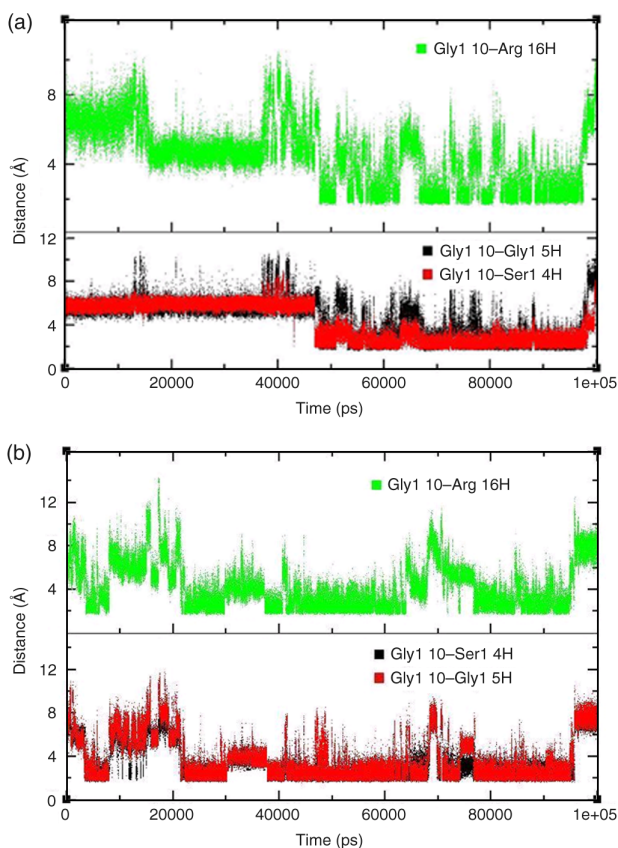 (a)
Gly1 10–Arg 16H
8
4
Distance (Å)
12
Gly1 10–Gly1 5H
Gly1 10–Ser1 4H
8
4
0
0 20000 40000 60000 80000 1e+05
Time (ps)
(b)
12
Gly1 10–Arg 16H
8
4
Distance (Å)
12
Gly1 10–Ser1 4H
Gly1 10–Gly1 5H
8
4
0
0 20000 40000 60000 80000 1e+05
Time (ps)